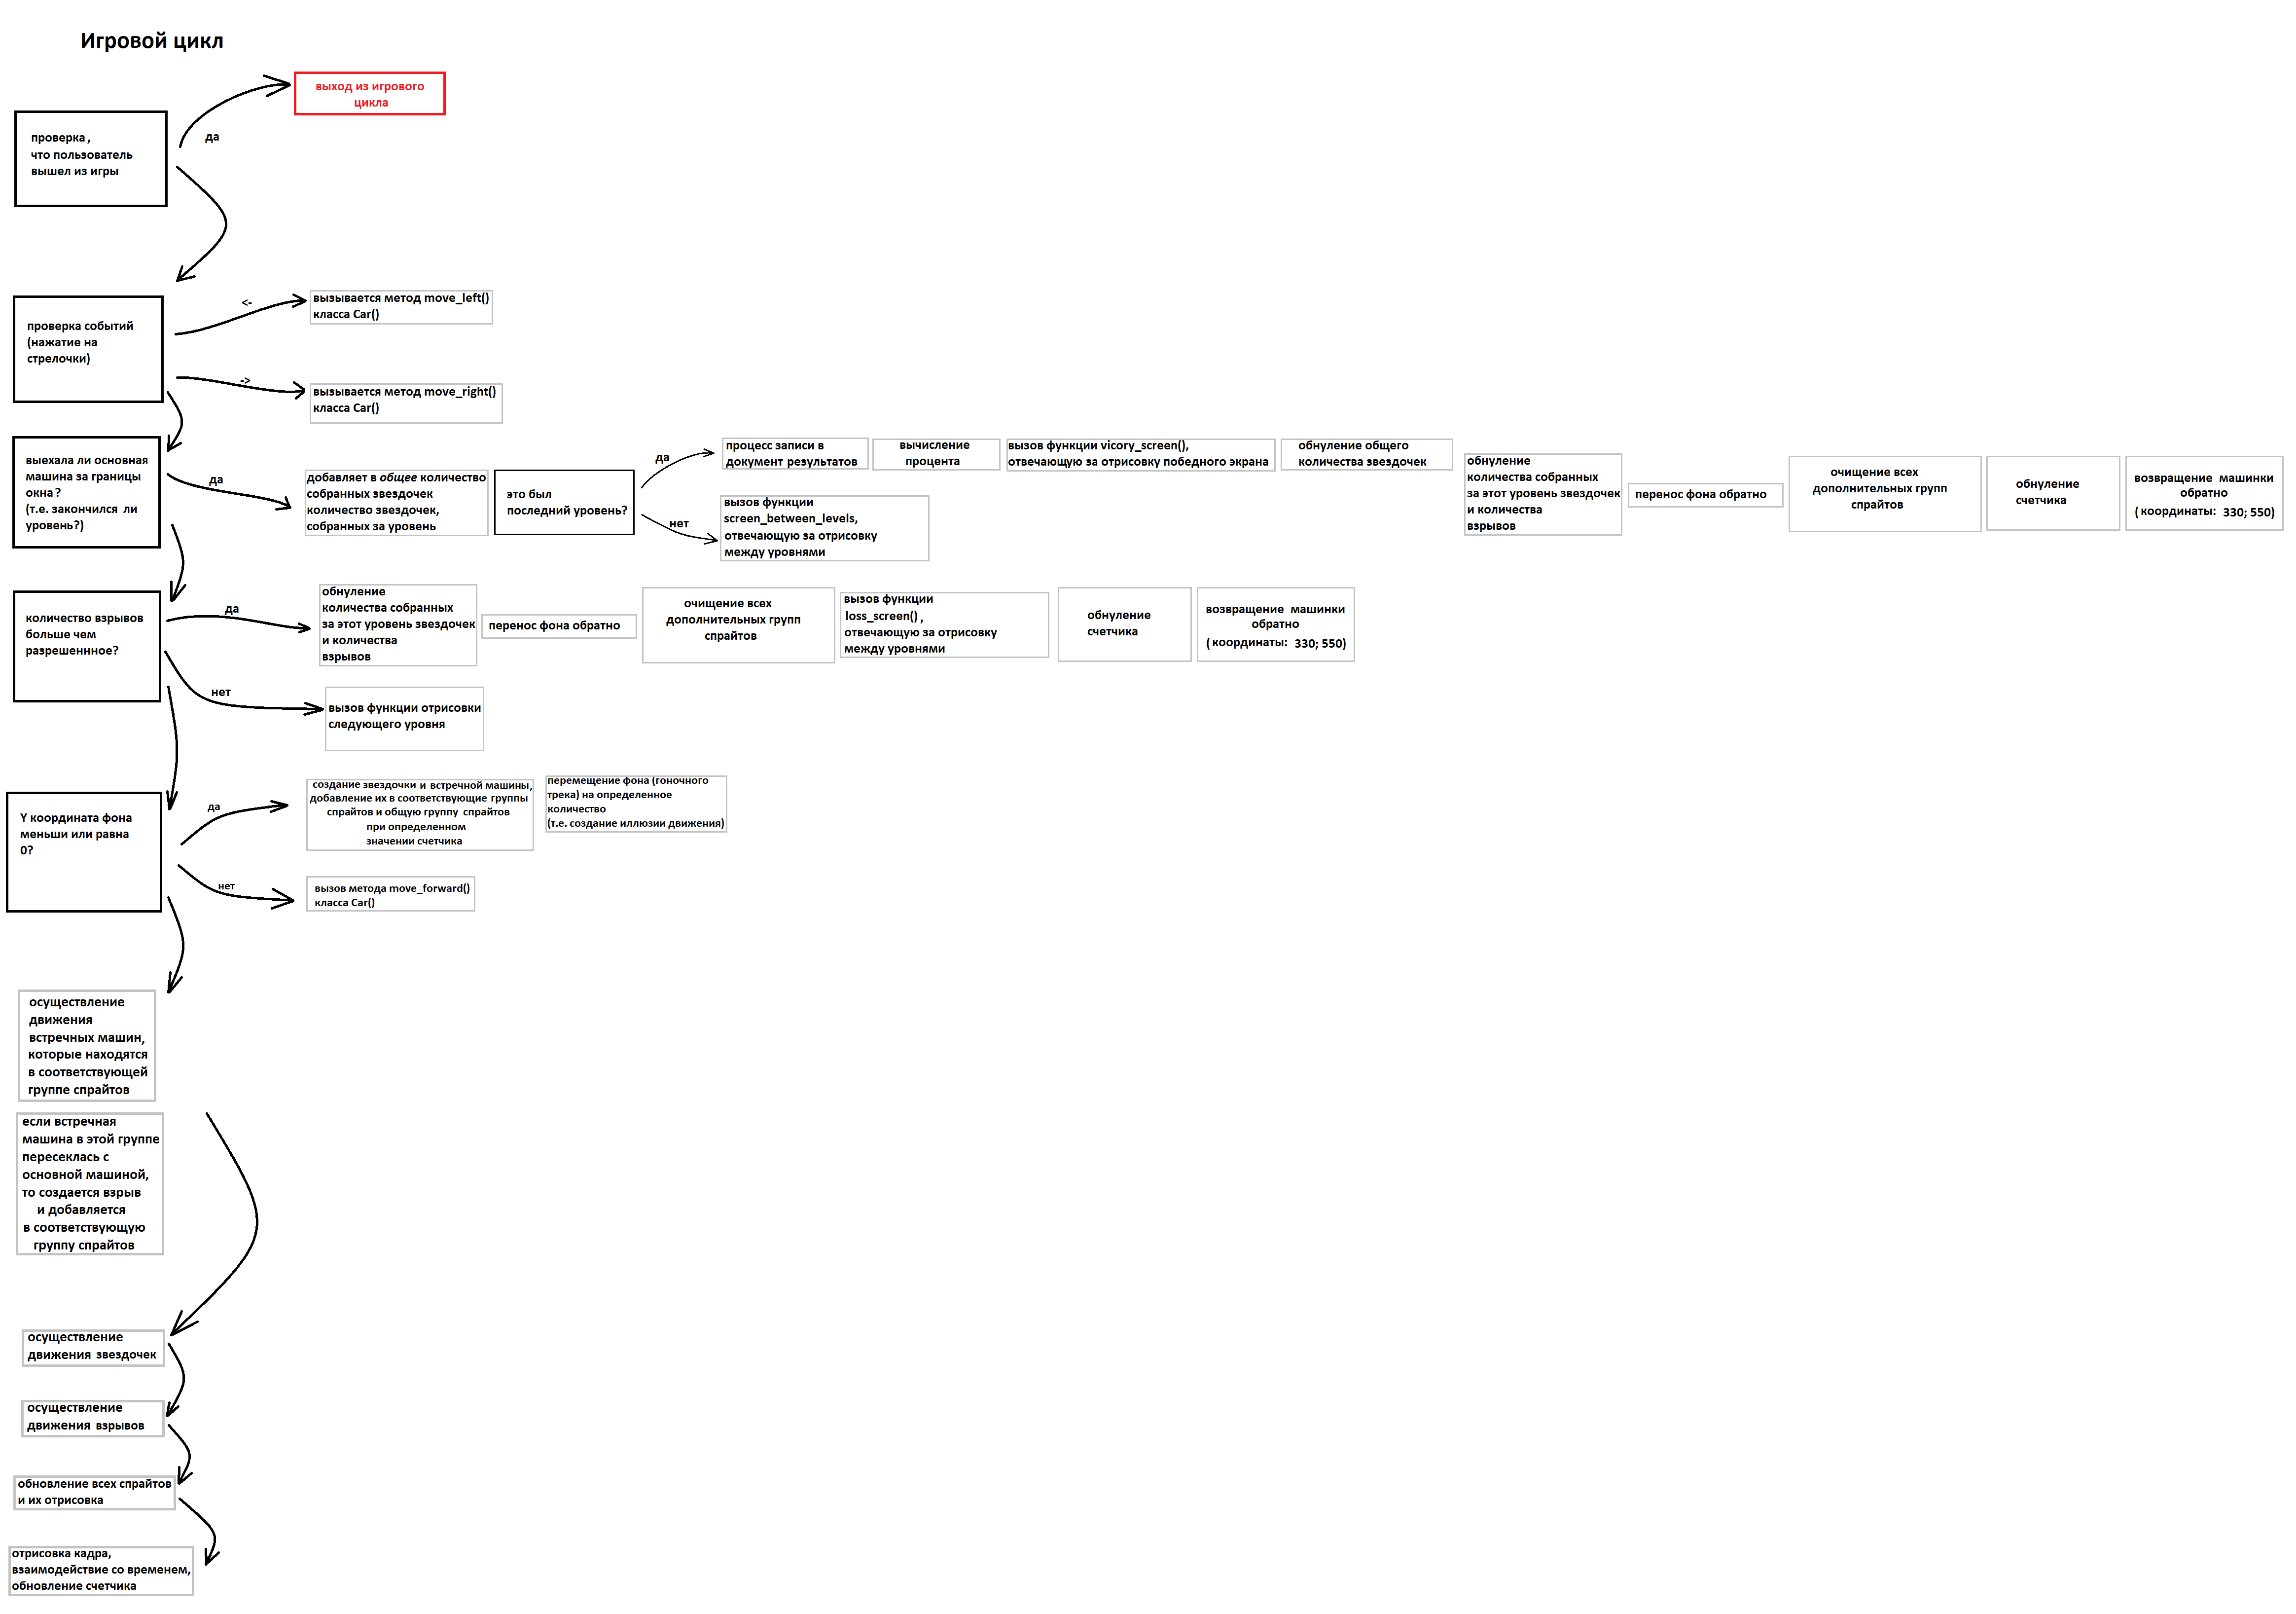 Игровой цикл
выход из игрового
цикла
да
проверка ,
что пользователь
вышел из игры
проверка событий
(нажатие на
стрелочки)
<-
вызывается метод move_left()
класса Car()
->
вызывается метод move_right()
класса Car()
выехала ли основная
машина за границы
окна ?
(т.е. закончился ли
уровень?)
да
добавляет в общее количество
собранных звездочек
количество звездочек,
собранных за уровень
это был
последний уровень?
да
процесс записи в
документ результатов
вычисление
процента
вызов функции vicory_screen(),
отвечающую за отрисовку победного экрана
обнуление общего
количества звездочек
нет
вызов функции
screen_between_levels,
отвечающую за отрисовку
между уровнями
обнуление
количества собранных
за этот уровень звездочек
и количества
взрывов
перенос фона обратно
очищение всех
дополнительных групп
спрайтов
обнуление
счетчика
возвращение машинки
обратно
( координаты: 330; 550)
количество взрывов
больше чем
разрешеннное?
да
обнуление
количества собранных
за этот уровень звездочек
и количества
взрывов
перенос фона обратно
очищение всех
дополнительных групп
спрайтов
вызов функции
loss_screen() ,
отвечающую за отрисовку
между уровнями
обнуление
счетчика
возвращение машинки
обратно
( координаты: 330; 550)
нет
вызов функции отрисовки
следующего уровня
Y координата фона
меньши или равна
0?
да
создание звездочки и встречной машины,
добавление их в соответствующие группы
спрайтов и общую группу спрайтов
при определенном
значении счетчика
перемещение фона (гоночного
трека) на определенное
количество
(т.е. создание иллюзии движения)
нет
вызов метода move_forward()
класса Car()
осуществление
движения
встречных машин,
которые находятся
в соответствующей
группе спрайтов
если встречная
машина в этой группе
пересеклась с
основной машиной,
то создается взрыв
и добавляется
в соответствующую
группу спрайтов
осуществление
движения звездочек
осуществление
движения взрывов
обновление всех спрайтов
и их отрисовка
отрисовка кадра,
взаимодействие со временем,
обновление счетчика